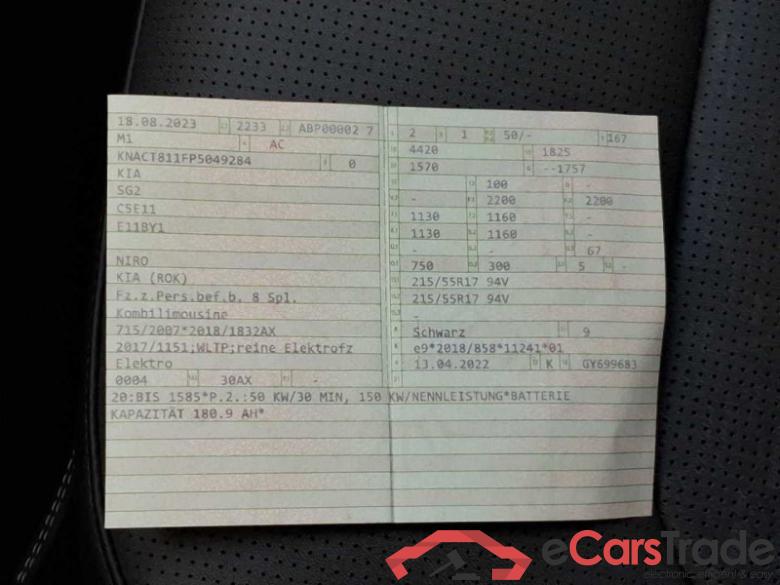 18.08.2023 2233 ABP00002 7
M1 AC
KNACT811FP5049284 0
KIA
SG2
C5E11
E11BY1
NIRO
KIA (ROK)
Fz.z.Pers.bef.b. 8 Spl.
Kombilimousine
715/2007*2018/1832AX
2017/1151;WLTP;reine Elektrofz
Elektro
0004 30AX -
2 1 50/- 167
4420 1825
1570 --1757
100 -
- 2200 2200
1130 1160 -
1130 1160 -
- - 67
750 300 5 -
215/55R17 94V
215/55R17 94V
-
Schwarz 9
e9*2018/858*11241*01
13.04.2022 K GY699683
20:BIS 1585*P.2.:50 KW/30 MIN, 150 KW/NENNLEISTUNG*BATTERIE
KAPAZITÄT 180.9 AH*
eCarsTrade
electronic, efficient & easy